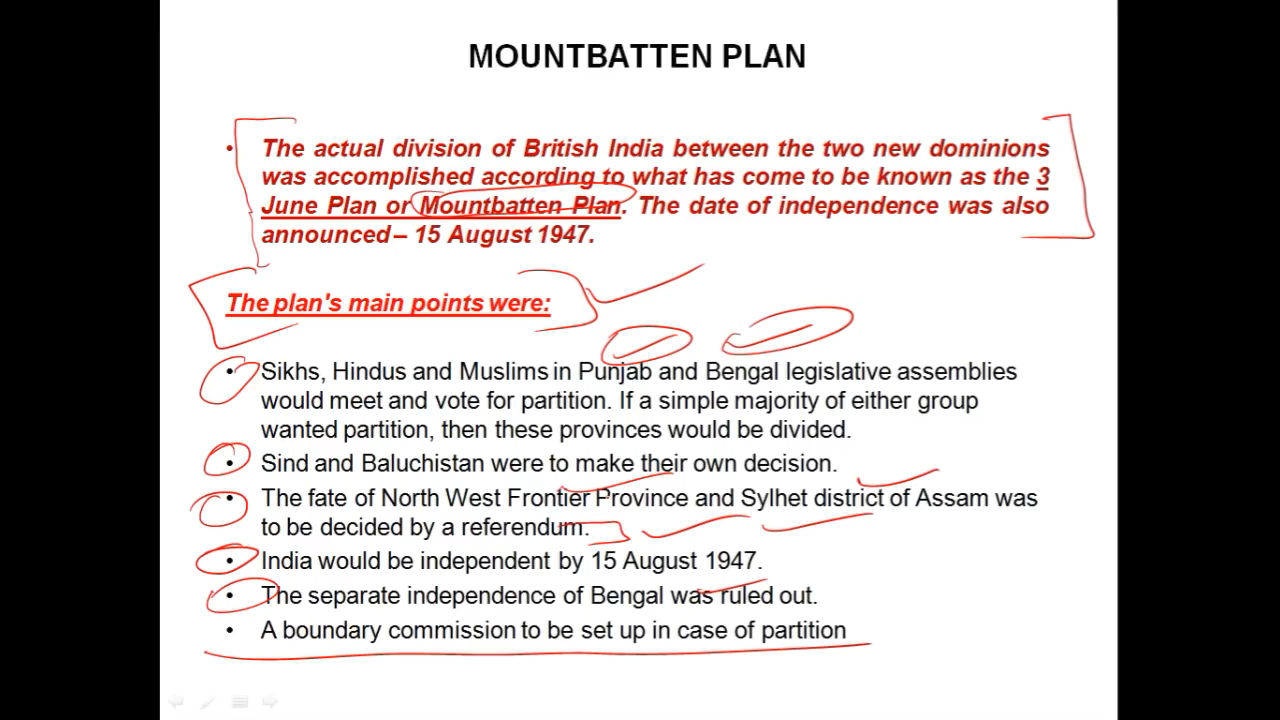 MOUNTBATTEN PLAN
• The actual division of British India between the two new dominions
was accomplished according to what has come to be known as the 3
June Plan or Mountbatten Plan. The date of independence was also
announced– 15 August 1947.
The plan's main points were:
• Sikhs, Hindus and Muslims in Punjab and Bengal legislative assemblies
would meet and vote for partition. If a simple majority of either group
wanted partition, then these provinces would be divided.
• Sind and Baluchistan were to make their own decision.
• The fate of North West Frontier Province and Sylhet district of Assam was
to be decided by a referendum.
• India would be independent by 15 August 1947.
• The separate independence of Bengal was ruled out.
• A boundary commission to be set up in case of partition